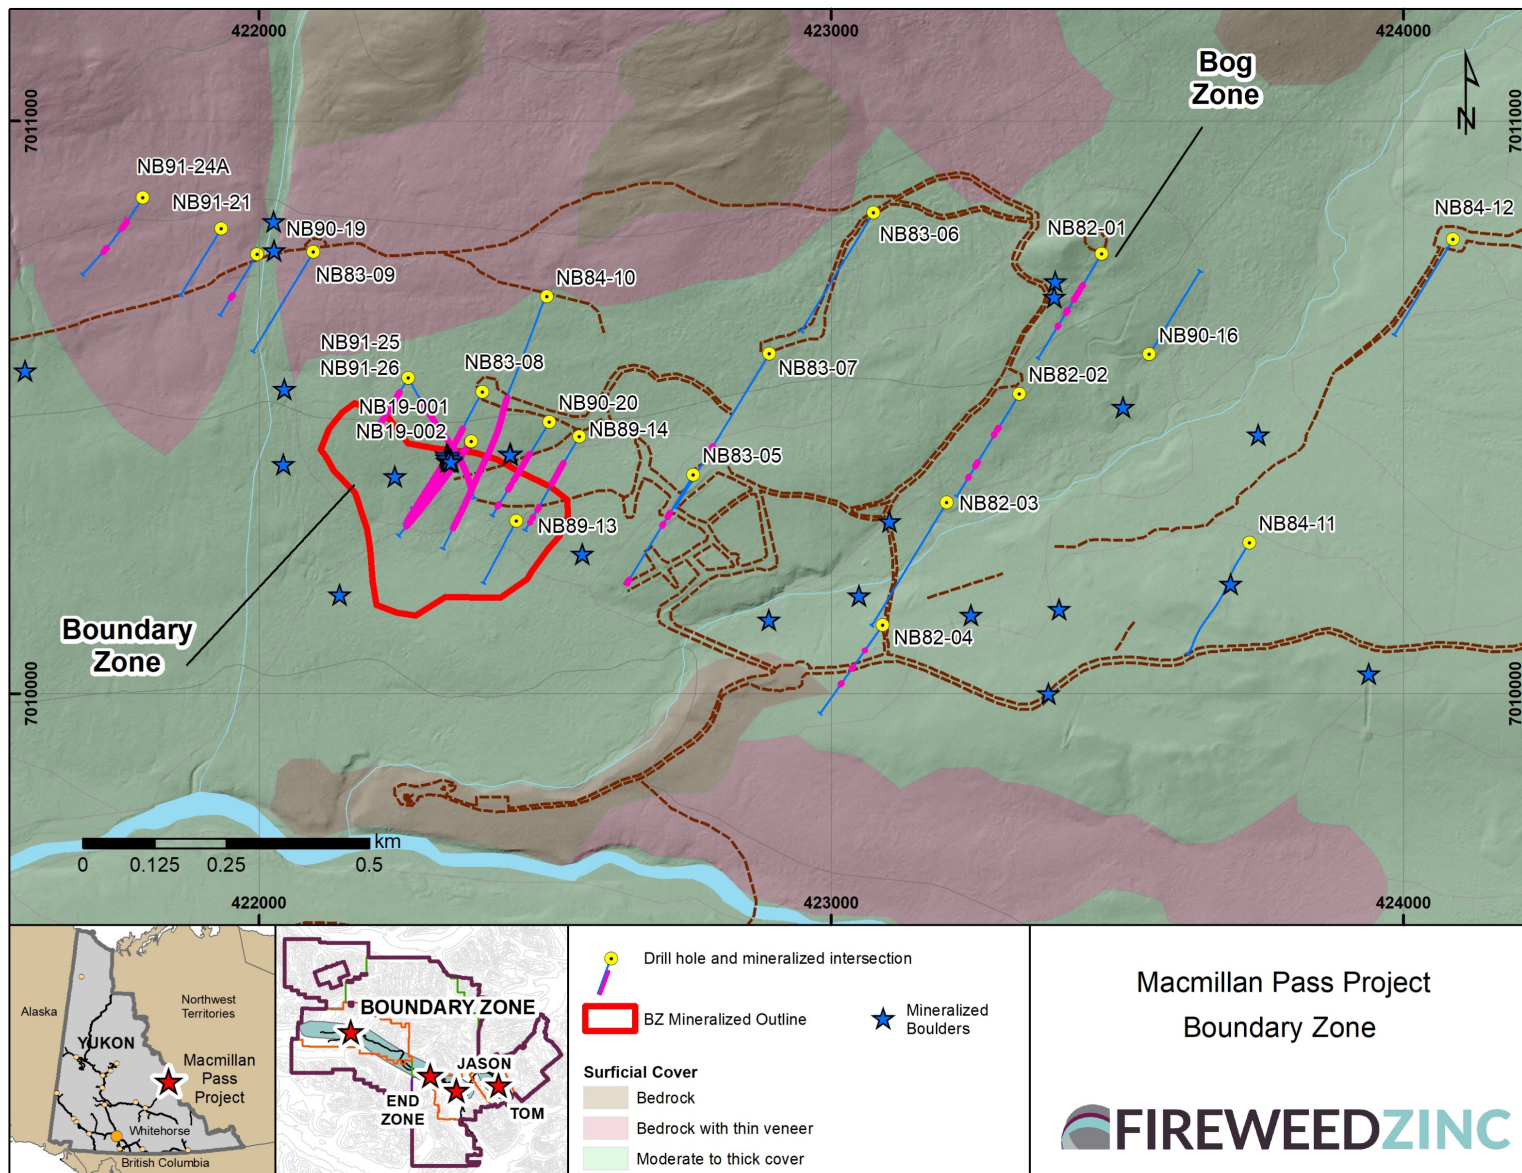 422000
423000
424000
Bog
Zone
7011000
7011000
NB91-24A
NB91-21
NB90-19
NB83-09
NB83-06
NB82-01
NB84-12
N
NB84-10
NB91-25
NB91-26
NB83-08
NB83-07
NB90-16
NB82-02
NB19-001
NB19-002
NB90-20
NB89-14
NB83-05
NB82-03
NB89-13
NB84-11
Boundary
Zone
NB82-04
7010000
7010000
km
0 0.125 0.25 0.5
422000
423000
424000
Alaska
Northwest
Territories
YUKON
Macmillan
Pass
Project
Whitehorse
British Columbia
BOUNDARY ZONE
JASON
END
ZONE
TOM
Drill hole and mineralized intersection
BZ Mineralized Outline
Mineralized
Boulders
Surficial Cover
Bedrock
Bedrock with thin veneer
Moderate to thick cover
Macmillan Pass Project
Boundary Zone
FIREWEEDZINC